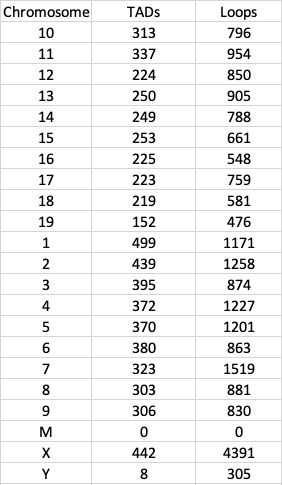 Chromosome TADs Loops
10 313 796
11 337 954
12 224 850
13 250 905
14 249 788
15 253 661
16 225 548
17 223 759
18 219 581
19 152 476
1 499 1171
2 439 1258
3 395 874
4 372 1227
5 370 1201
6 380 863
7 323 1519
8 303 881
9 306 830
M 0 0
X 442 4391
Y 8 305